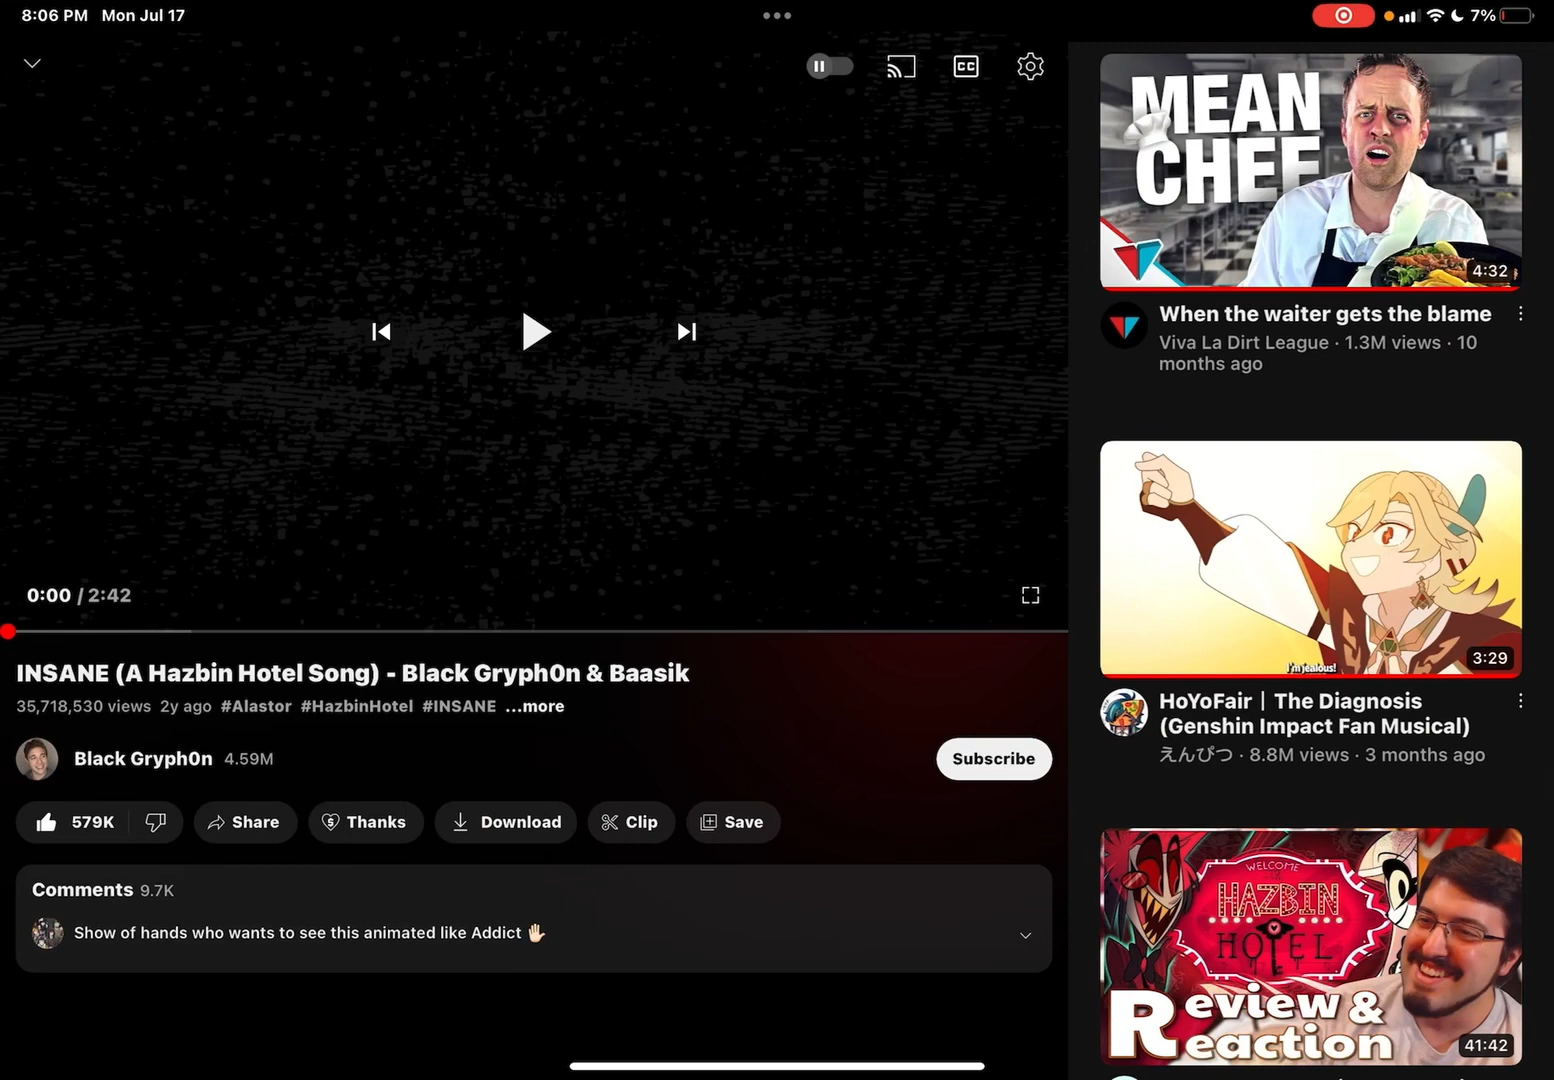 8:06 PM Mon Jul 17
7%
CC
0:00 / 2:42
INSANE (A Hazbin Hotel Song) - Black Gryph0n & Baasik
35,718,530 views 2y ago #Alastor #HazbinHotel #INSANE ...more
Black Gryph0n 4.59M
Subscribe
579K
Share
Thanks
Download
Clip
Save
Comments 9.7K
Show of hands who wants to see this animated like Addict 🖐🏻
MEAN
CHEF
4:32
When the waiter gets the blame
Viva La Dirt League · 1.3M views · 10
months ago
I'm jealous!
3:29
HoYoFair | The Diagnosis
(Genshin Impact Fan Musical)
えんぴつ · 8.8M views · 3 months ago
WELCOME
HAZBIN
HOTEL
Review &
Reaction
41:42